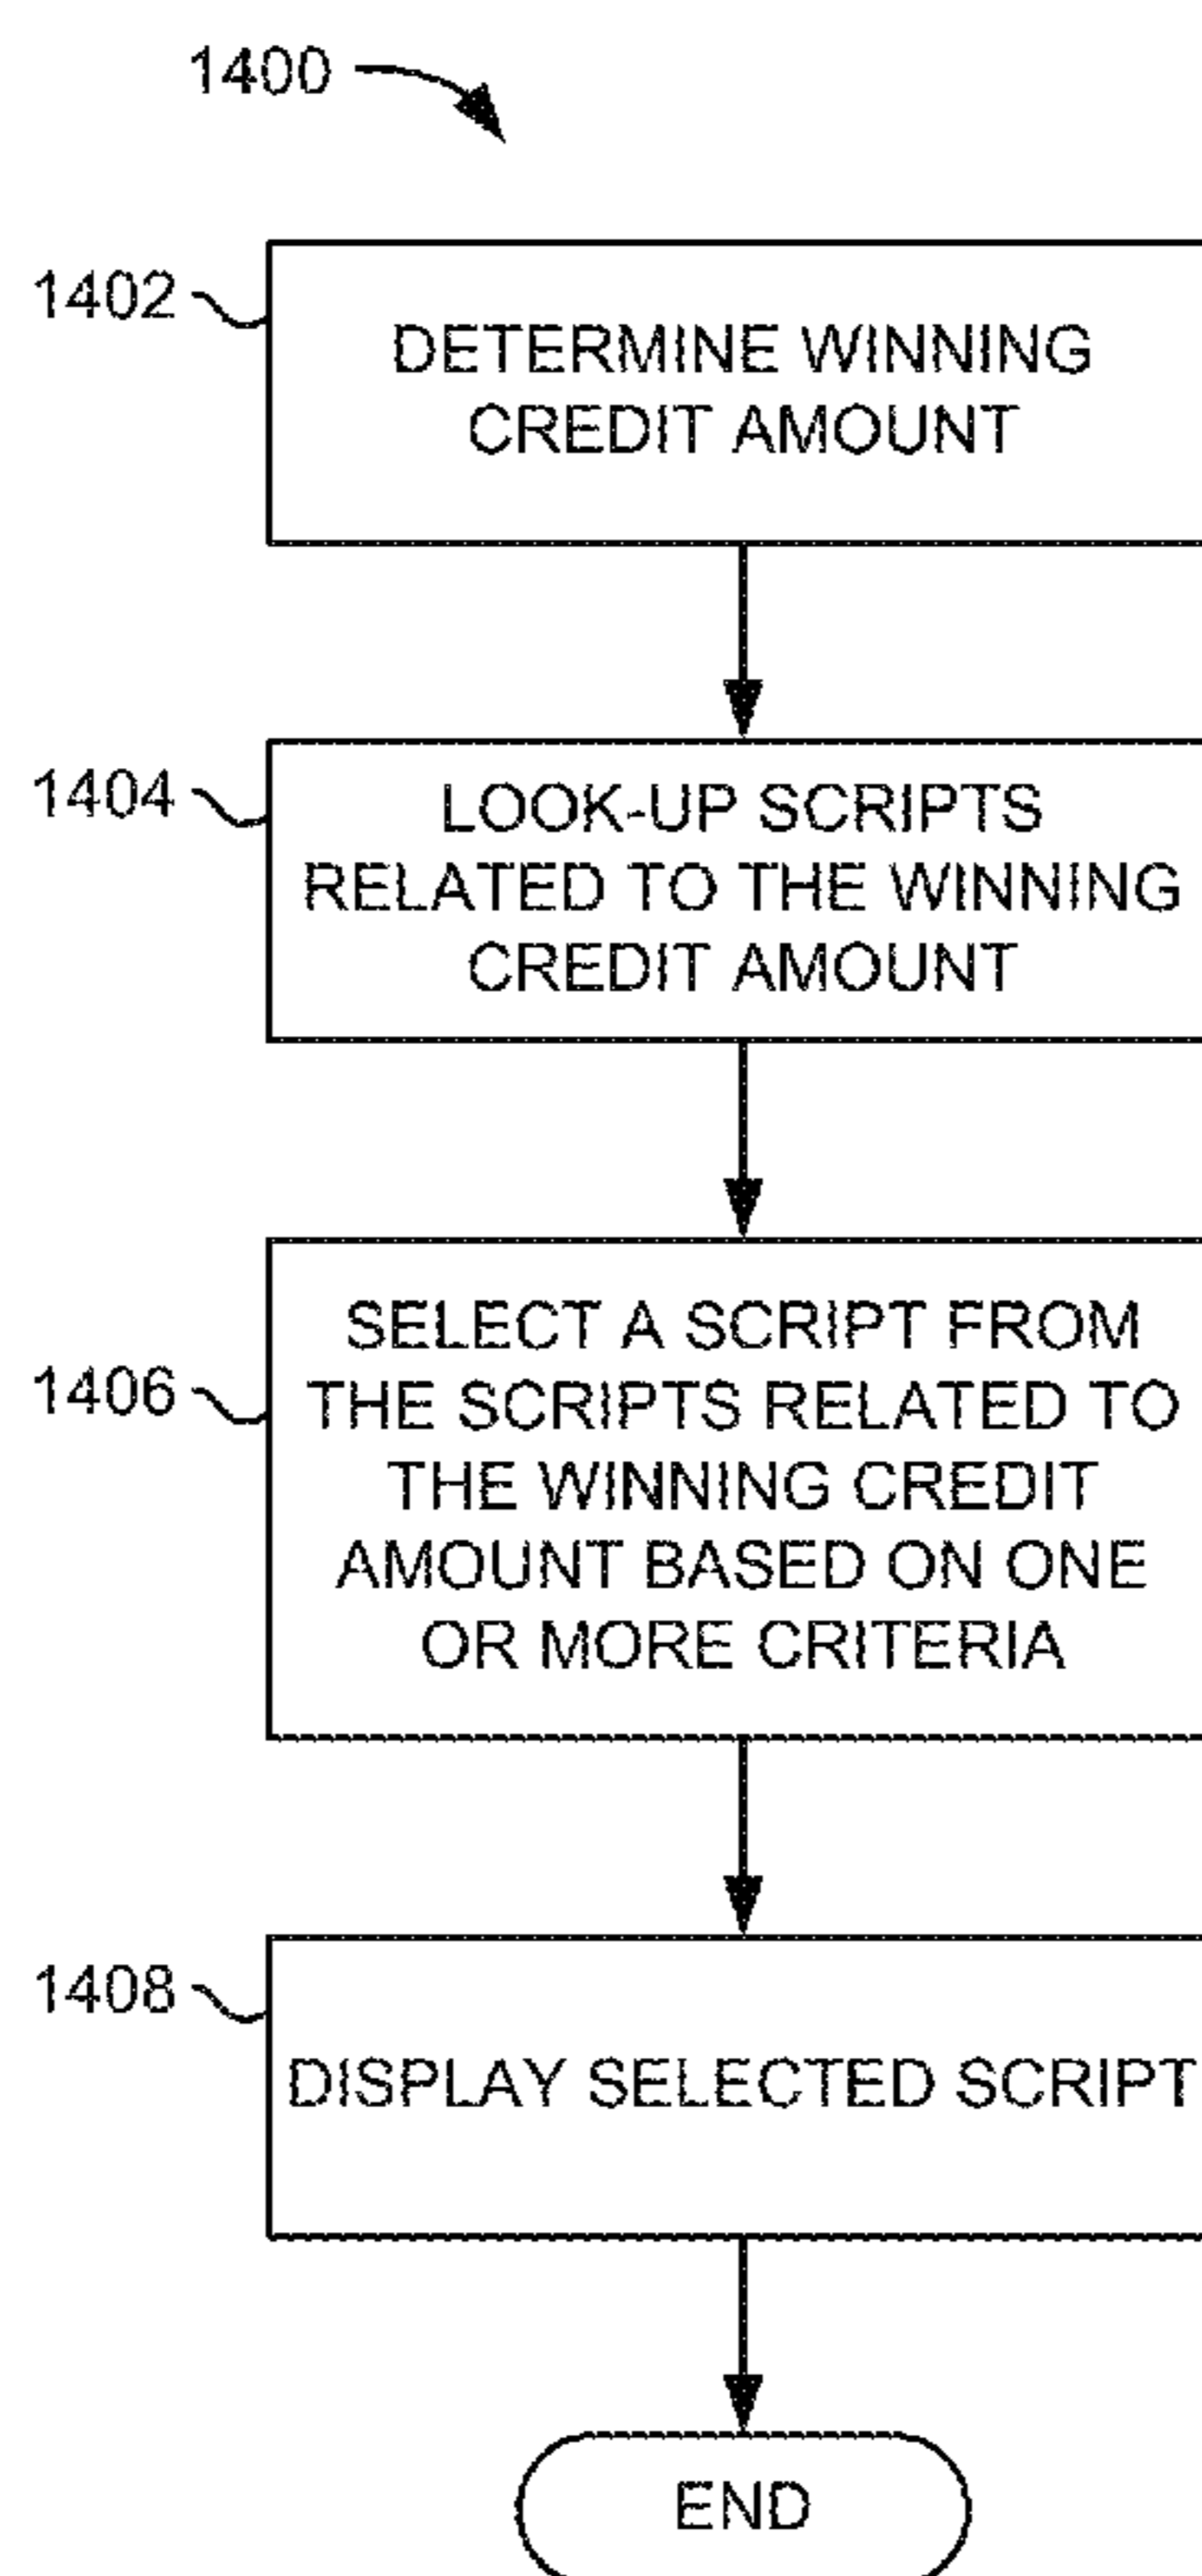 1400
1402
DETERMINE WINNING
CREDIT AMOUNT
1404
LOOK-UP SCRIPTS
RELATED TO THE WINNING
CREDIT AMOUNT
1406
SELECT A SCRIPT FROM
THE SCRIPTS RELATED TO
THE WINNING CREDIT
AMOUNT BASED ON ONE
OR MORE CRITERIA
1408
DISPLAY SELECTED SCRIPT
END